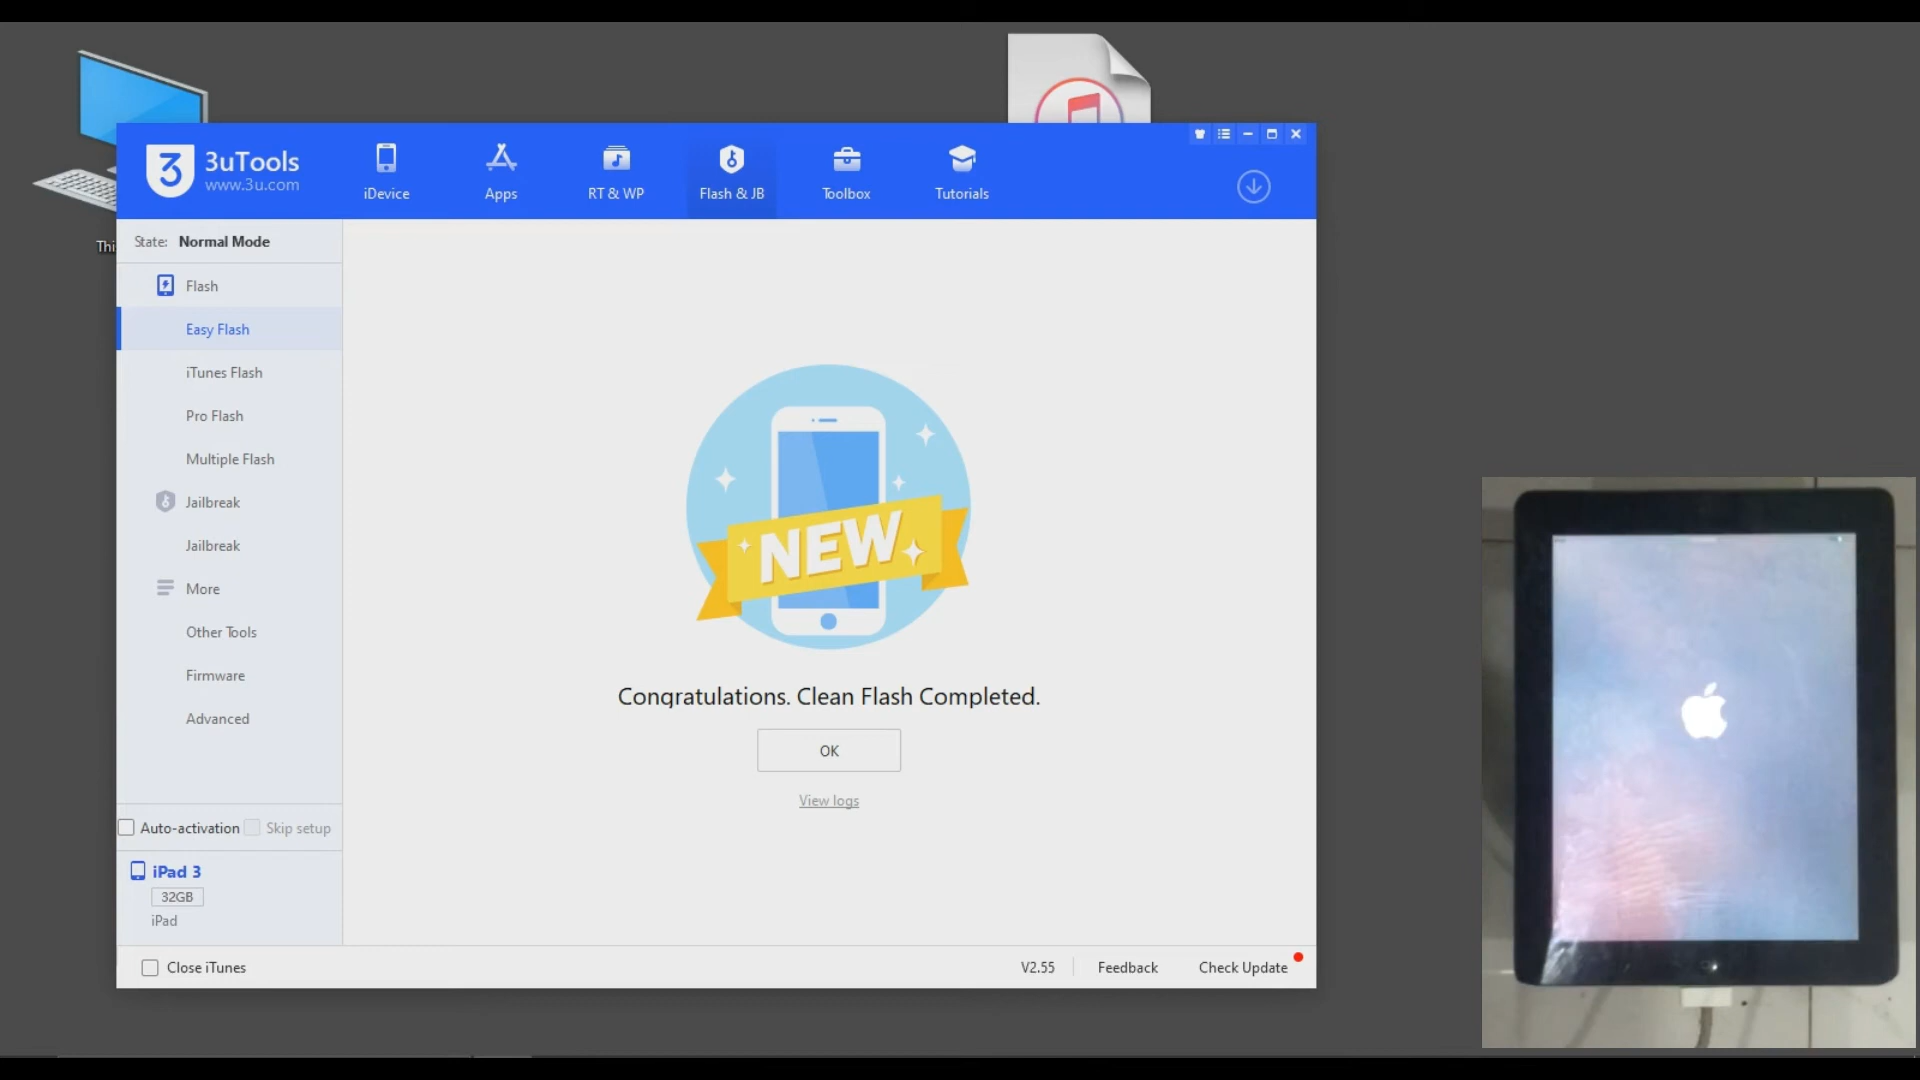 3uTools
www.3u.com
iDevice
Apps
RT & WP
Flash & JB
Toolbox
Tutorials
State: Normal Mode
Thi
Flash
Easy Flash
iTunes Flash
Pro Flash
Multiple Flash
Jailbreak
Jailbreak
More
Other Tools
Firmware
Advanced
NEW
Congratulations. Clean Flash Completed.
OK
View logs
Auto-activation
Skip setup
iPad 3
32GB
iPad
Close iTunes
V2.55
Feedback
Check Update